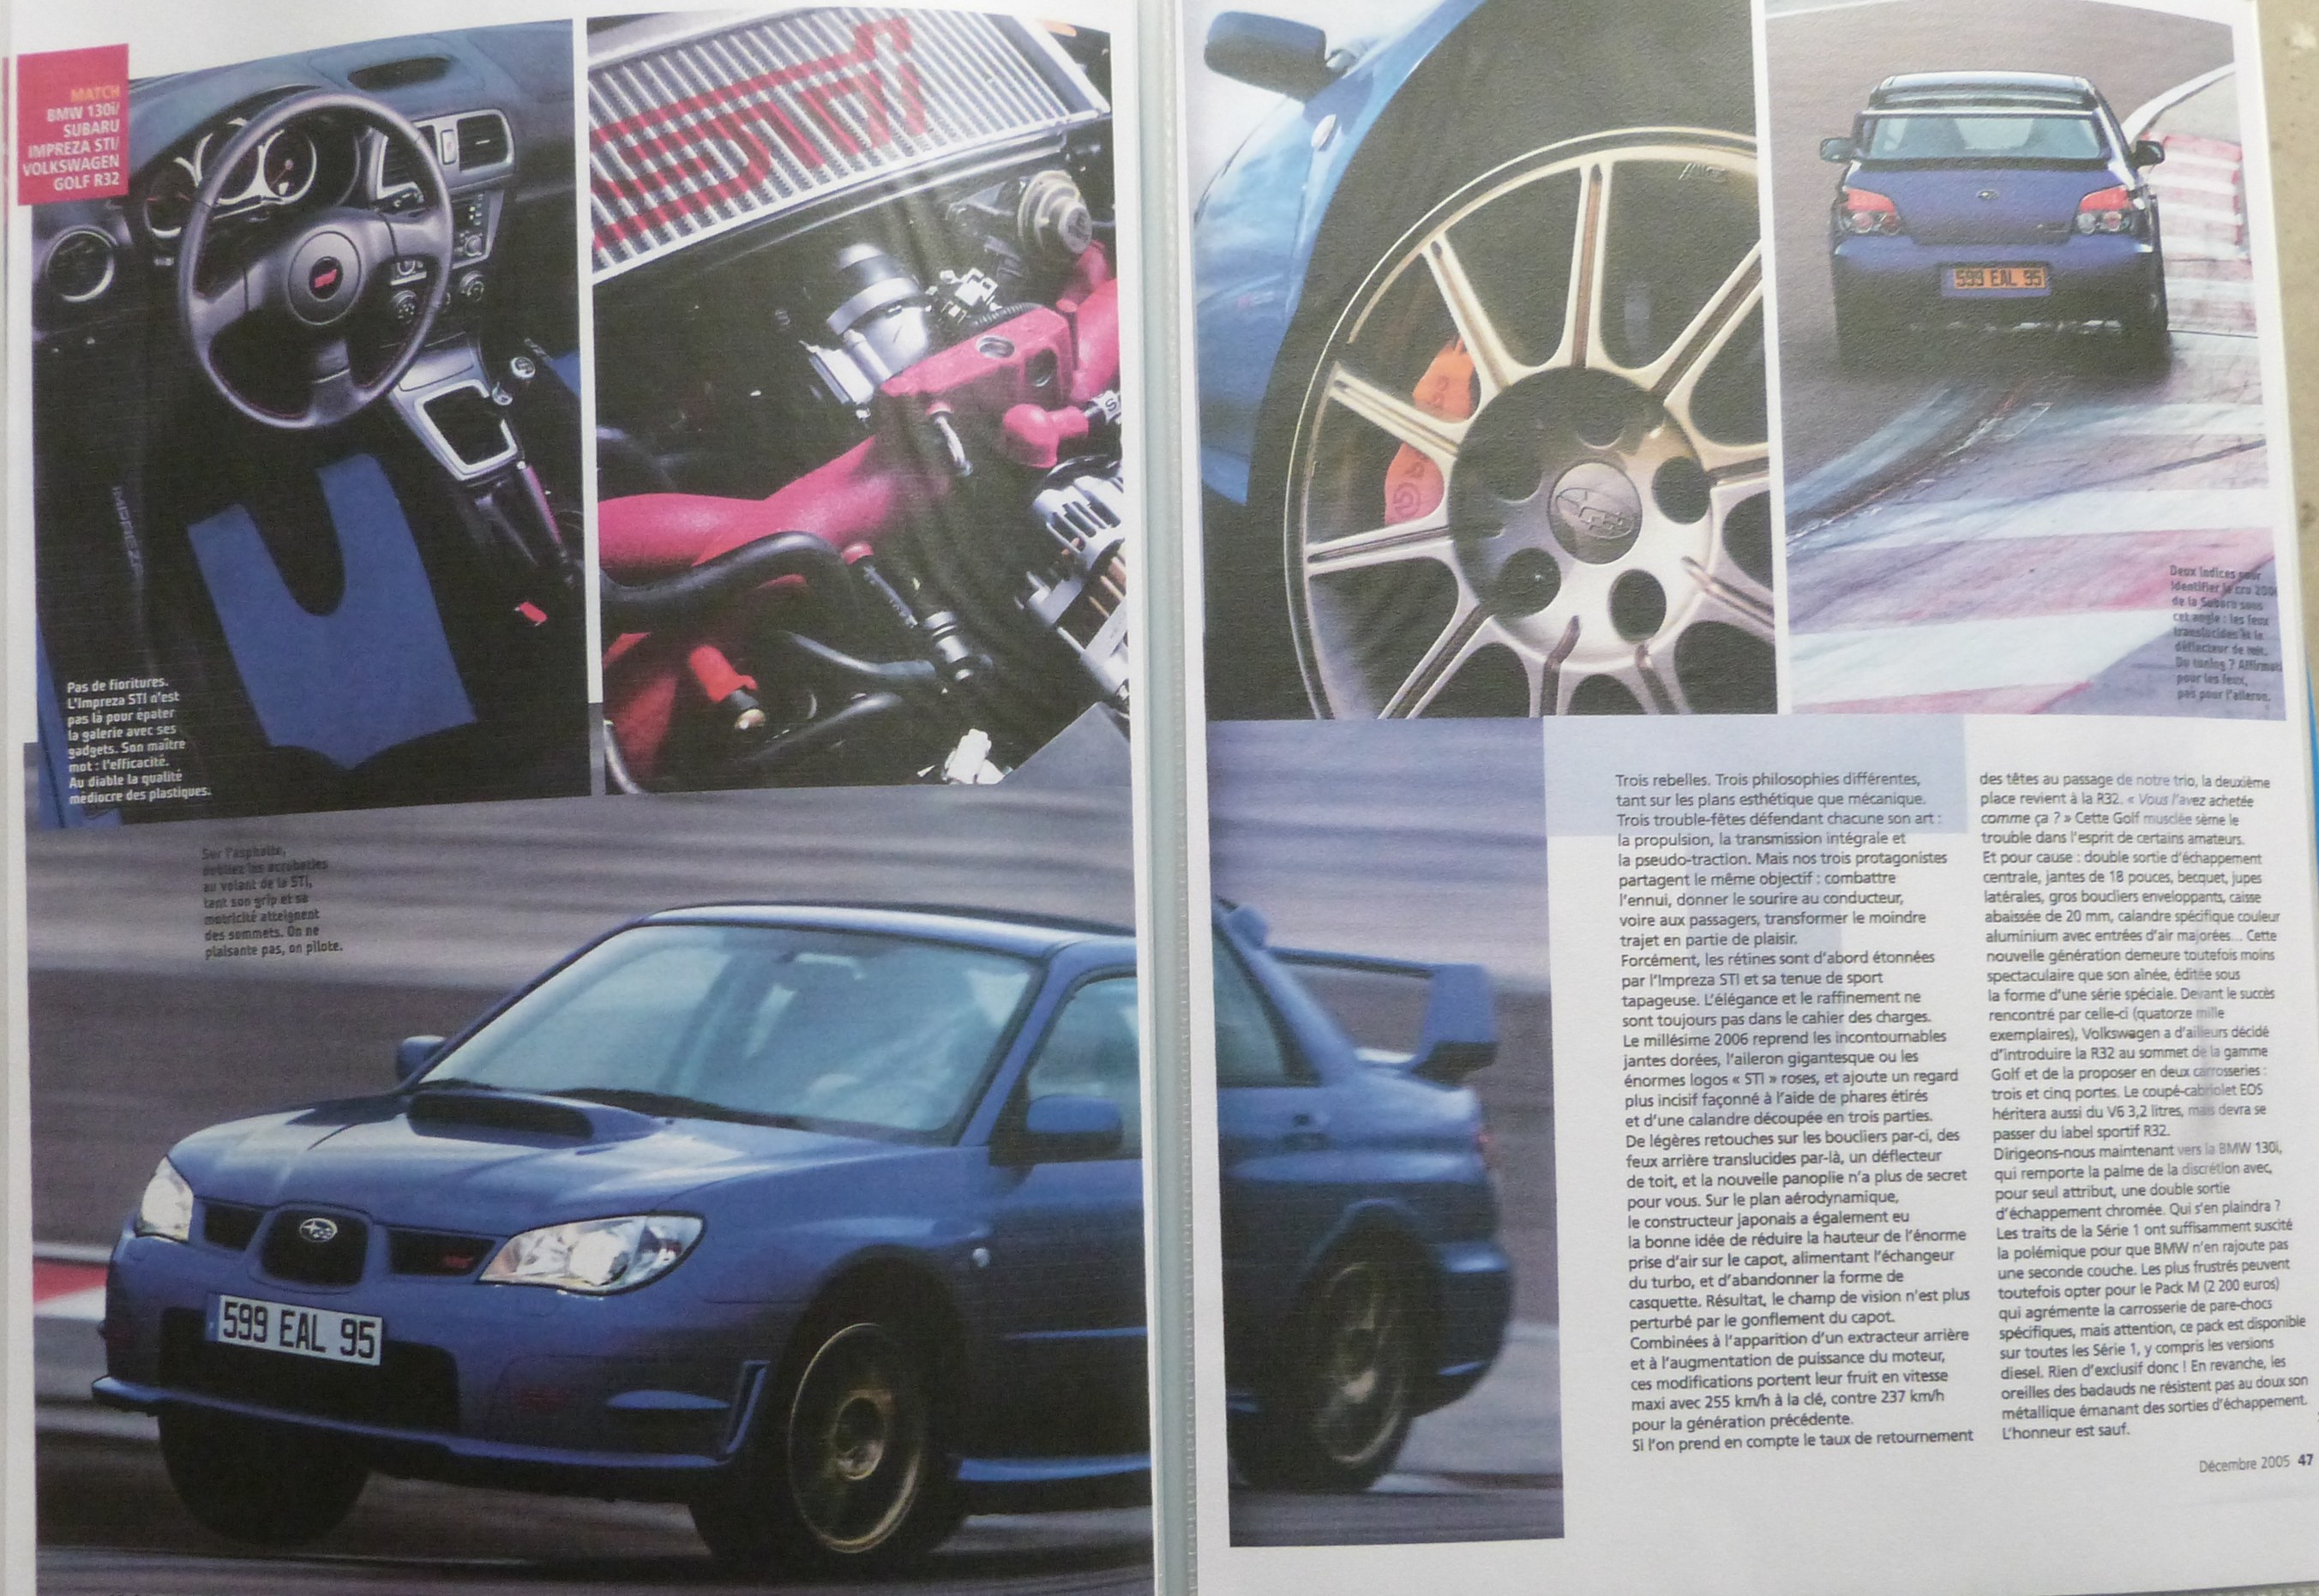 MATCH
BMW 130i/
SUBARU
IMPREZA STI/
VOLKSWAGEN
GOLF R32
STi
IMPREZA
Pas de fioritures.
L'Impreza STI n'est
pas là pour épater
la galerie avec ses
gadgets. Son maître
mot : l'efficacité.
Au diable la qualité
médiocre des plastiques.
Sur l'asphalte,
oubliez les acrobaties
au volant de la STI,
tant son grip et sa
motricité atteignent
des sommets. On ne
plaisante pas, on pilote.
599 EAL 95
599 EAL 95
Deux indices pour
identifier le cru 2006
de la Subaru sous
cet angle : les feux
translucides et le
déflecteur de toit.
Du tuning ? Affirmatif
pour les feux,
pas pour l'aileron.
Trois rebelles. Trois philosophies différentes,
tant sur les plans esthétique que mécanique.
Trois trouble-fêtes défendant chacune son art :
la propulsion, la transmission intégrale et
la pseudo-traction. Mais nos trois protagonistes
partagent le même objectif : combattre
l'ennui, donner le sourire au conducteur,
voire aux passagers, transformer le moindre
trajet en partie de plaisir.
Forcément, les rétines sont d'abord étonnées
par l'Impreza STI et sa tenue de sport
tapageuse. L'élégance et le raffinement ne
sont toujours pas dans le cahier des charges.
Le millésime 2006 reprend les incontournables
jantes dorées, l'aileron gigantesque ou les
énormes logos « STI » roses, et ajoute un regard
plus incisif façonné à l'aide de phares étirés
et d'une calandre découpée en trois parties.
De légères retouches sur les boucliers par-ci, des
feux arrière translucides par-là, un déflecteur
de toit, et la nouvelle panoplie n'a plus de secret
pour vous. Sur le plan aérodynamique,
le constructeur japonais a également eu
la bonne idée de réduire la hauteur de l'énorme
prise d'air sur le capot, alimentant l'échangeur
du turbo, et d'abandonner la forme de
casquette. Résultat, le champ de vision n'est plus
perturbé par le gonflement du capot.
Combinées à l'apparition d'un extracteur arrière
et à l'augmentation de puissance du moteur,
ces modifications portent leur fruit en vitesse
maxi avec 255 km/h à la clé, contre 237 km/h
pour la génération précédente.
Si l'on prend en compte le taux de retournement
des têtes au passage de notre trio, la deuxième
place revient à la R32. « Vous l'avez achetée
comme ça ? » Cette Golf musclée sème le
trouble dans l'esprit de certains amateurs.
Et pour cause : double sortie d'échappement
centrale, jantes de 18 pouces, becquet, jupes
latérales, gros boucliers enveloppants, caisse
abaissée de 20 mm, calandre spécifique couleur
aluminium avec entrées d'air majorées... Cette
nouvelle génération demeure toutefois moins
spectaculaire que son aînée, éditée sous
la forme d'une série spéciale. Devant le succès
rencontré par celle-ci (quatorze mille
exemplaires), Volkswagen a d'ailleurs décidé
d'introduire la R32 au sommet de la gamme
Golf et de la proposer en deux carrosseries :
trois et cinq portes. Le coupé-cabriolet EOS
héritera aussi du V6 3,2 litres, mais devra se
passer du label sportif R32.
Dirigeons-nous maintenant vers la BMW 130i,
qui remporte la palme de la discrétion avec,
pour seul attribut, une double sortie
d'échappement chromée. Qui s'en plaindra ?
Les traits de la Série 1 ont suffisamment suscité
la polémique pour que BMW n'en rajoute pas
une seconde couche. Les plus frustrés peuvent
toutefois opter pour le Pack M (2 200 euros)
qui agrémente la carrosserie de pare-chocs
spécifiques, mais attention, ce pack est disponible
sur toutes les Série 1, y compris les versions
diesel. Rien d'exclusif donc ! En revanche, les
oreilles des badauds ne résistent pas au doux son
métallique émanant des sorties d'échappement.
L'honneur est sauf.
Décembre 2005 47